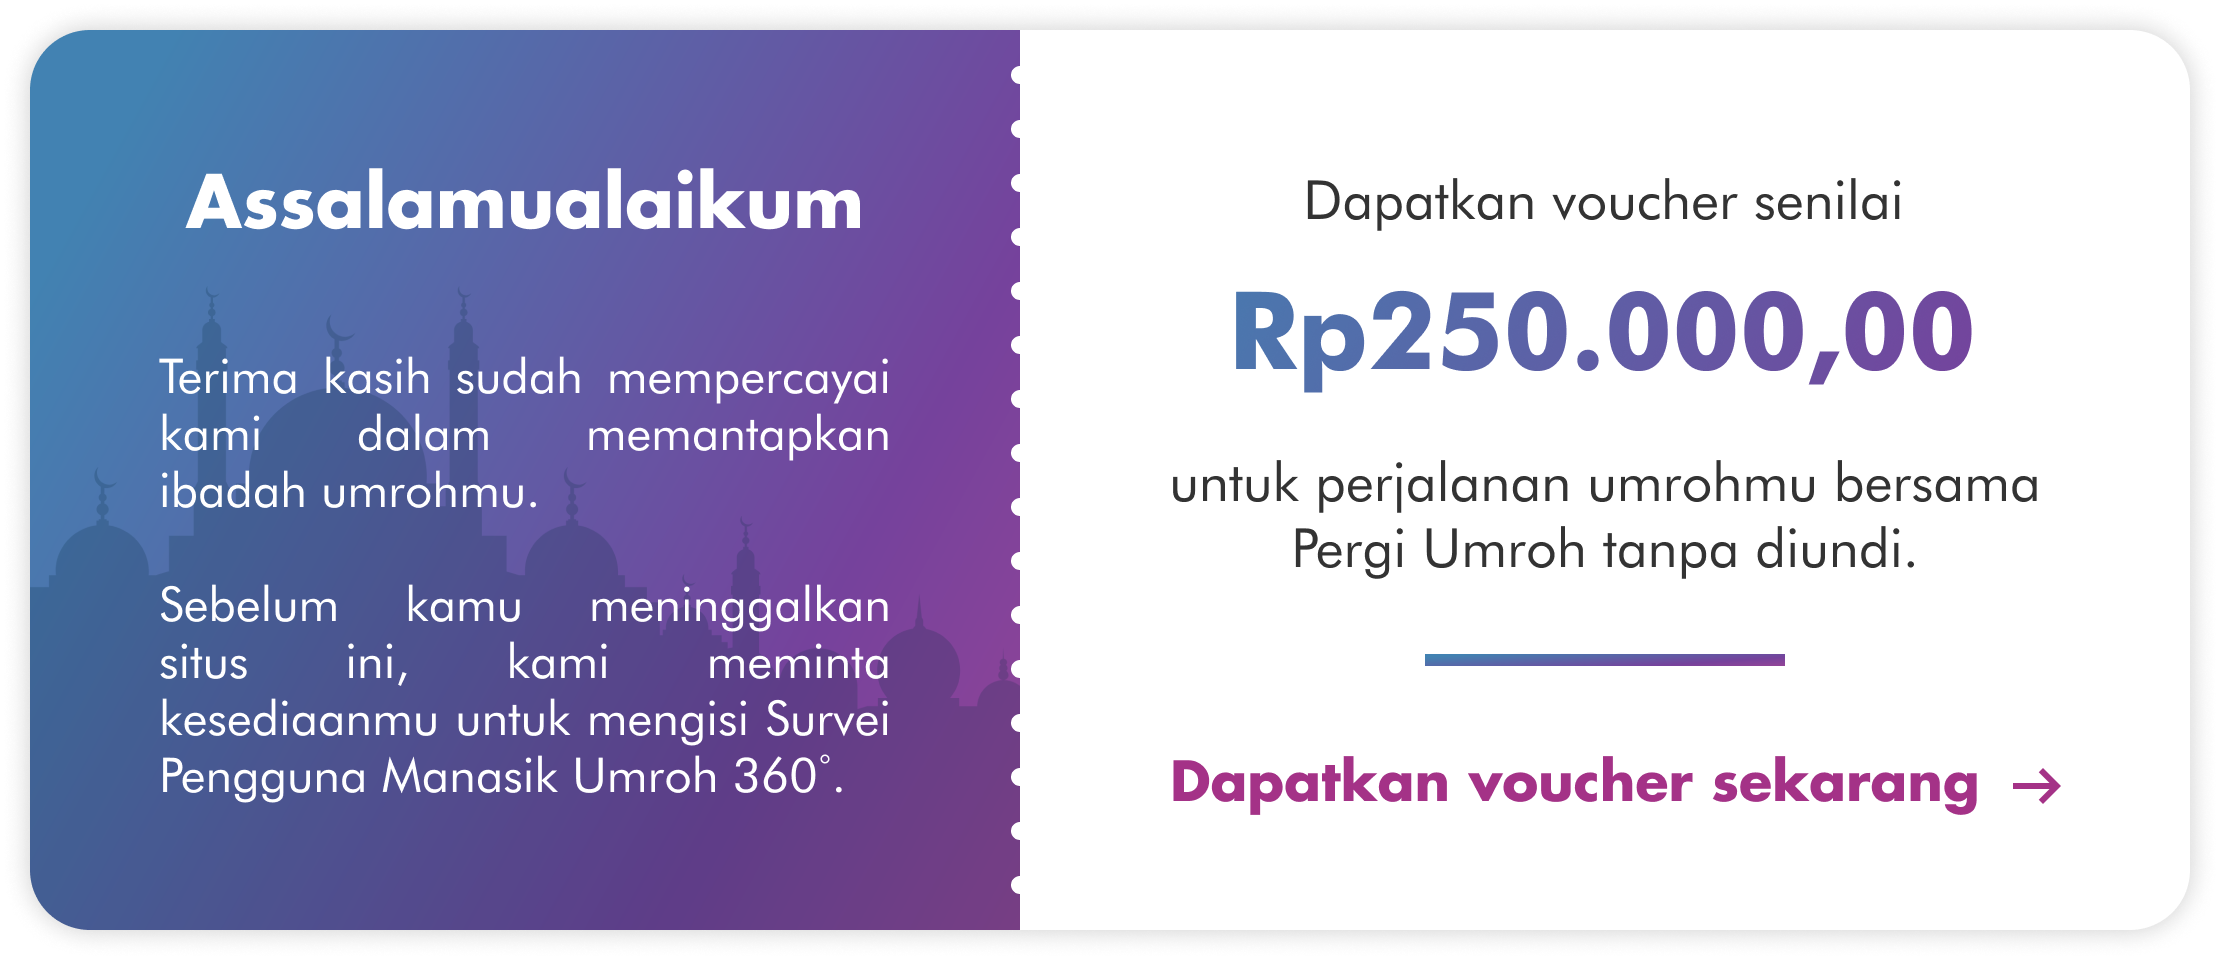 Assalamualaikum
Terima kasih sudah mempercayai
kami dalam memantapkan
ibadah umrohmu.
Sebelum kamu meninggalkan
situs ini, kami meminta
kesediaanmu untuk mengisi Survei
Pengguna Manasik Umroh 360°.
Dapatkan voucher senilai
Rp250.000,00
untuk perjalanan umrohmu bersama
Pergi Umroh tanpa diundi.
Dapatkan voucher sekarang →